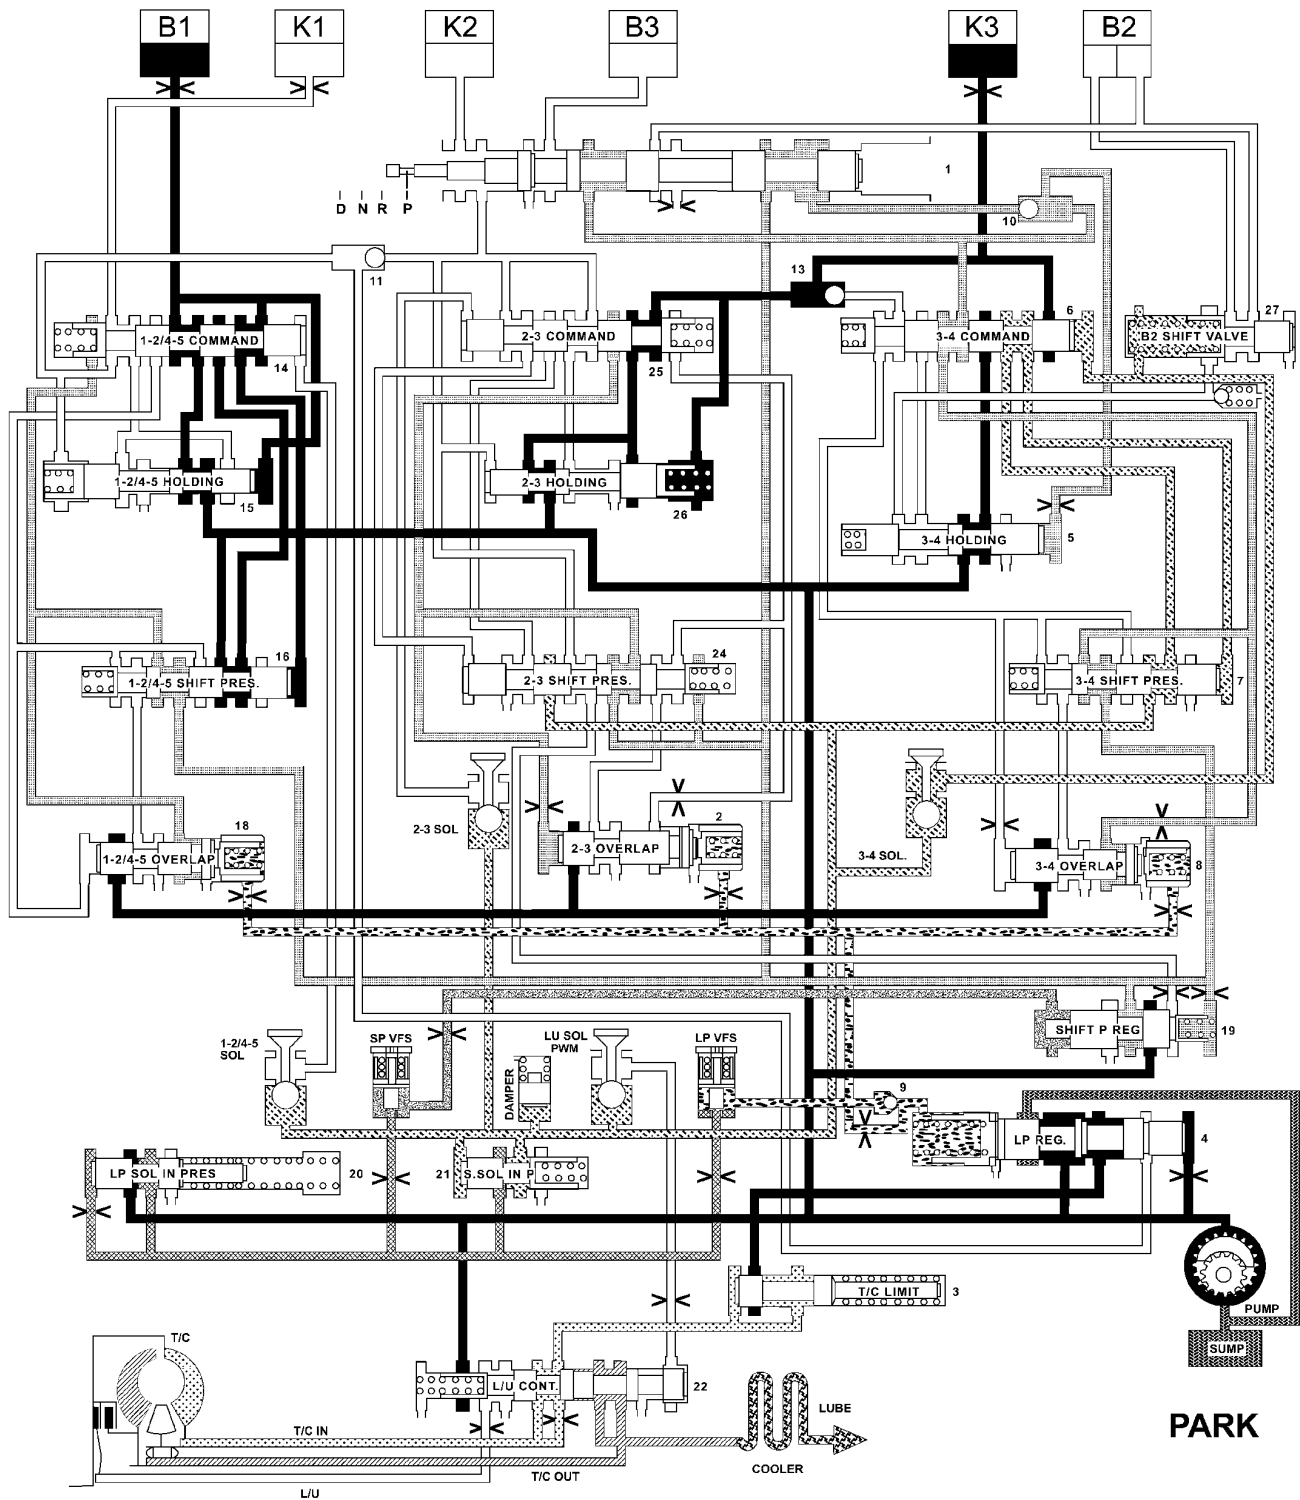 B1 K1 K2 B3 K3 B2
1
D N R P
10
11
13
6
27
1-2/4-5 COMMAND
2-3 COMMAND
3-4 COMMAND
B2 SHIFT VALVE
14
25
1-2/4-5 HOLDING
2-3 HOLDING
15
26
3-4 HOLDING
5
16
24
1-2/4-5 SHIFT PRES.
2-3 SHIFT PRES.
3-4 SHIFT PRES.
7
18
2-3 SOL
2
1-2/4-5 OVERLAP
2-3 OVERLAP
3-4 SOL.
3-4 OVERLAP
8
1-2/4-5
SOL
SP VFS
LU SOL
PWM
LP VFS
SHIFT P REG
19
DAMPER
9
LP REG.
4
LP SOL IN PRES
20
21
S.SOL IN P
T/C LIMIT
3
PUMP
SUMP
T/C
L/U CONT.
22
T/C IN
LUBE
PARK
COOLER
T/C OUT
L/U